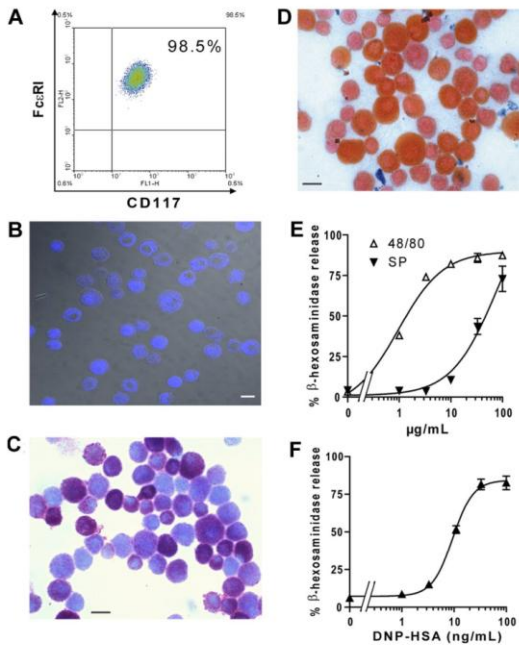 A
0.5%
98.5%
98.5%
FcεRI
FL2-H
FL1-H
0.6%
0.5%
CD117
B
C
D
E
△ 48/80
▼ SP
% β-hexosaminidase release
100
75
50
25
0
0 1 10 100
µg/mL
F
% β-hexosaminidase release
100
75
50
25
0
0 1 10 100
DNP-HSA (ng/mL)